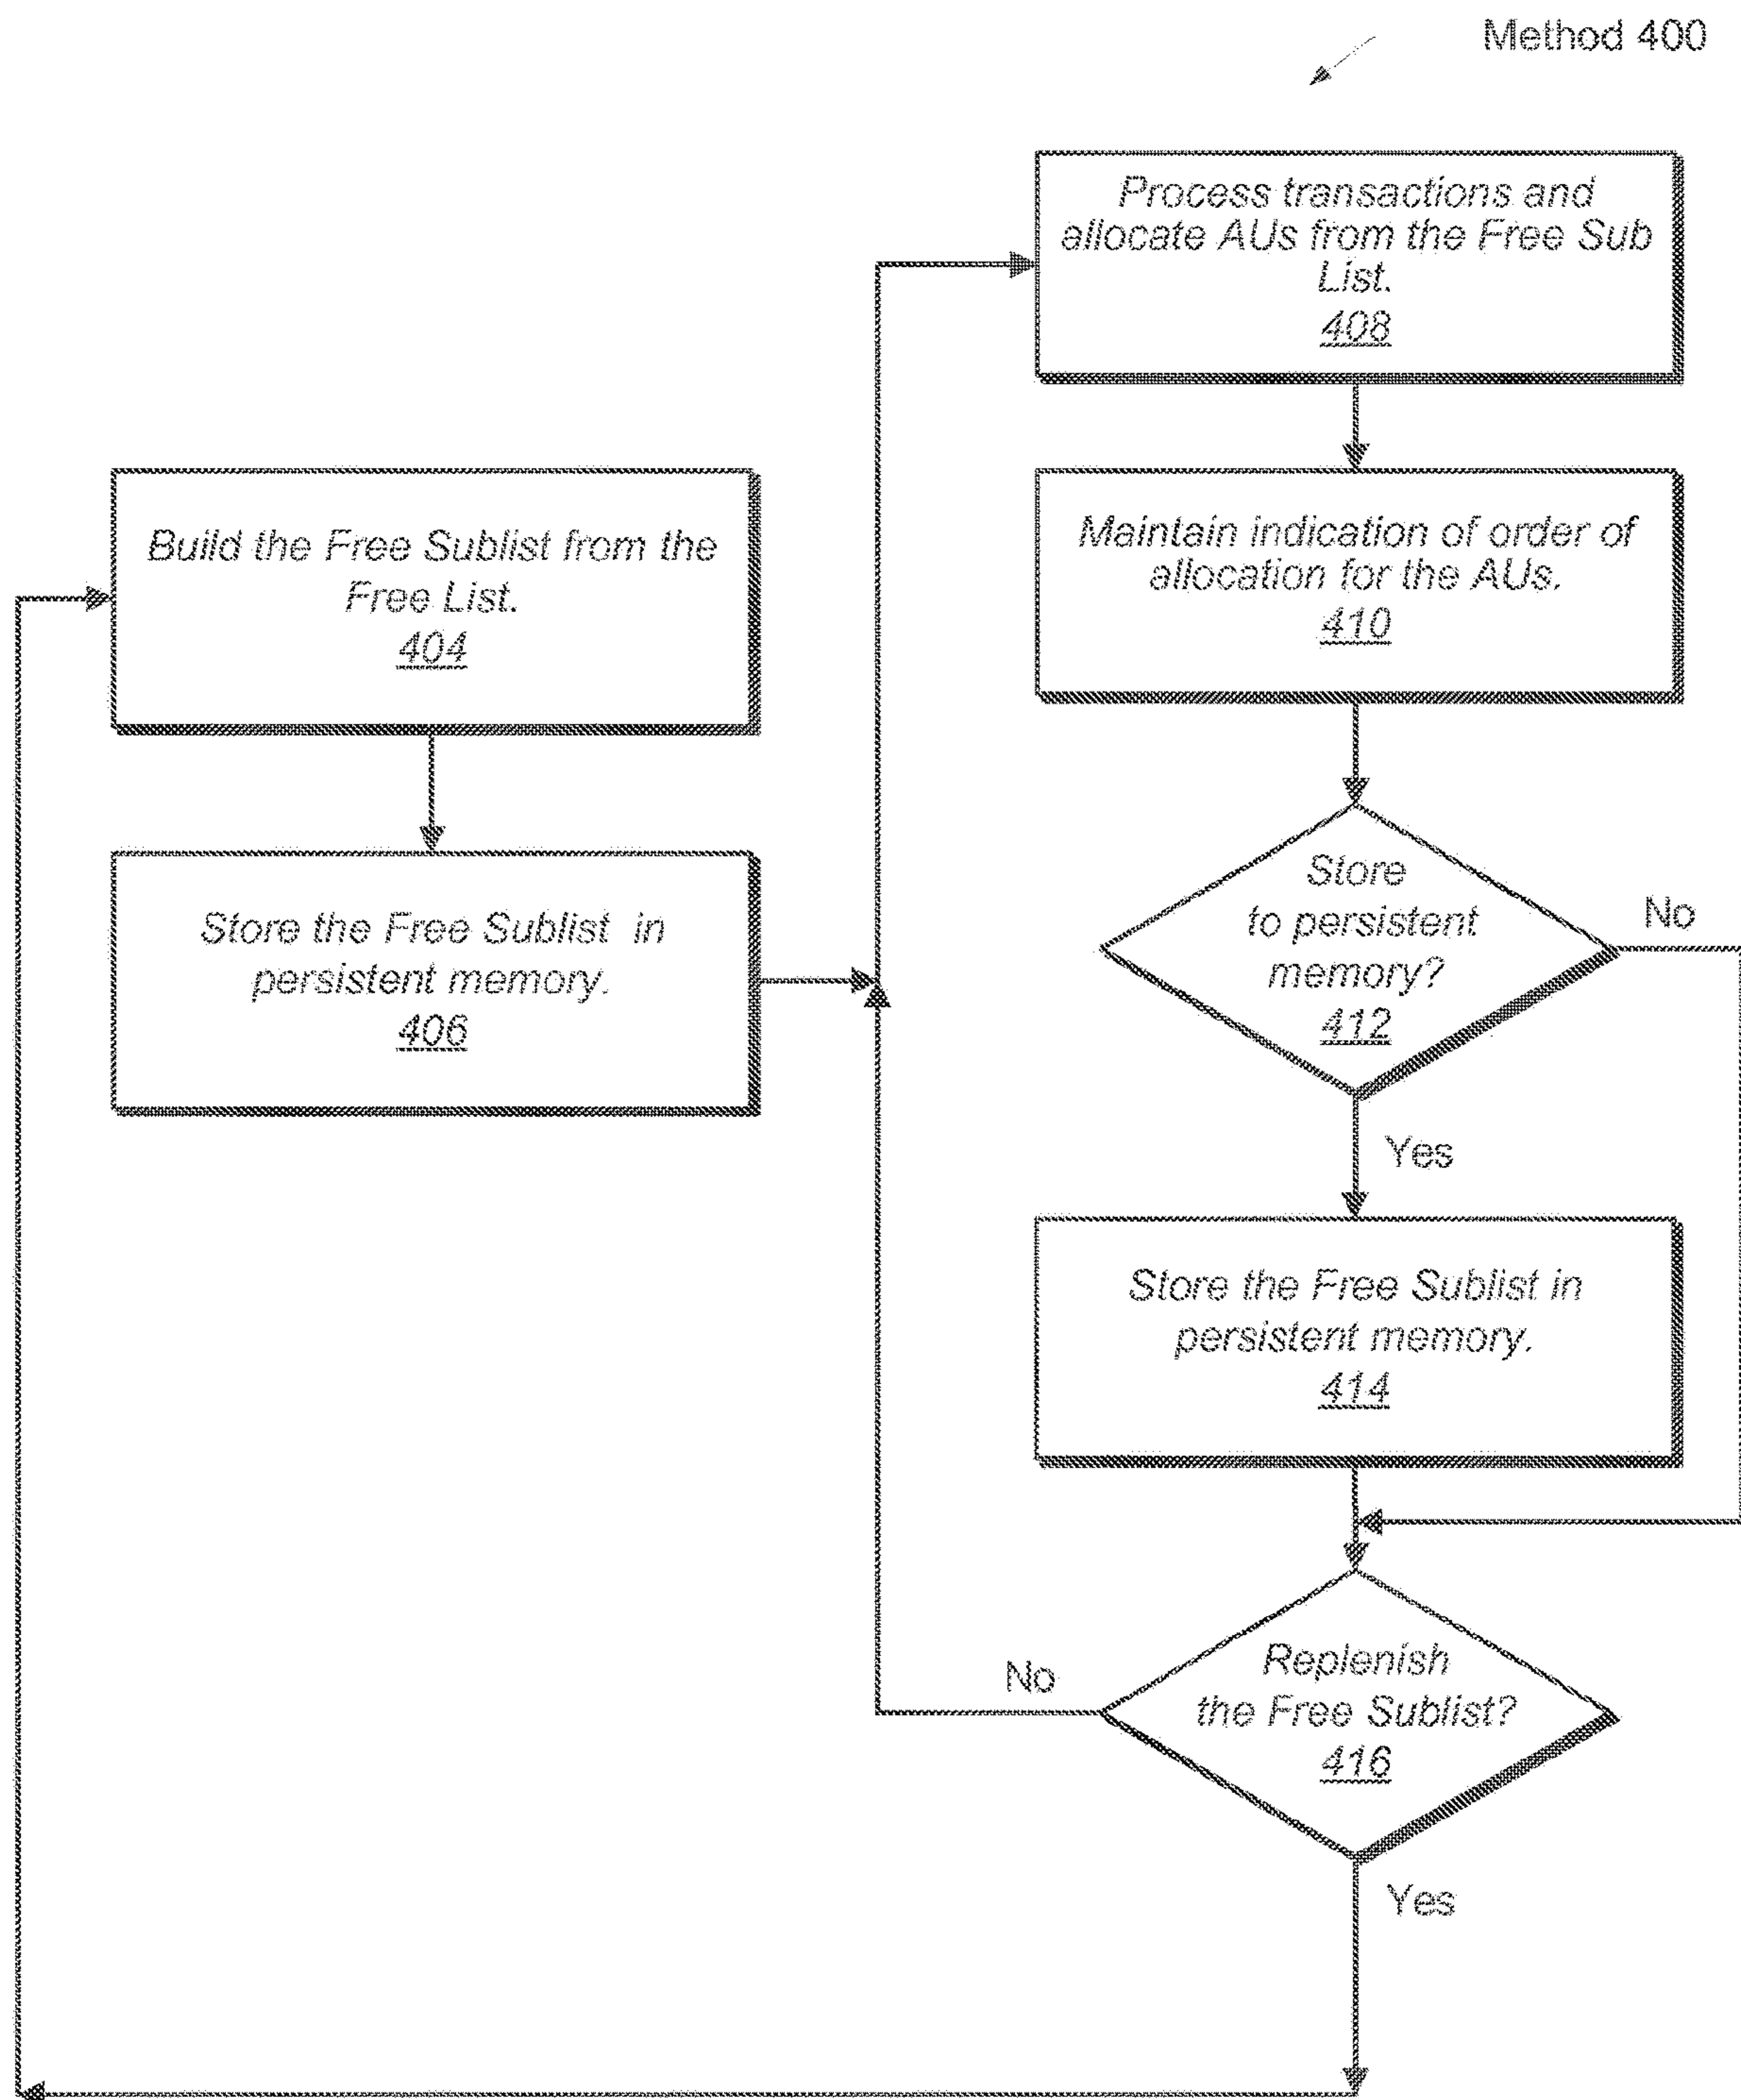 Method 400
Process transactions and
allocate AUs from the Free Sub
List.
408
Build the Free Sublist from the
Free List.
404
Maintain indication of order of
allocation for the AUs.
410
Store the Free Sublist in
persistent memory.
406
Store
to persistent
memory?
412
No
Yes
Store the Free Sublist in
persistent memory.
414
Replenish
the Free Sublist?
416
No
Yes